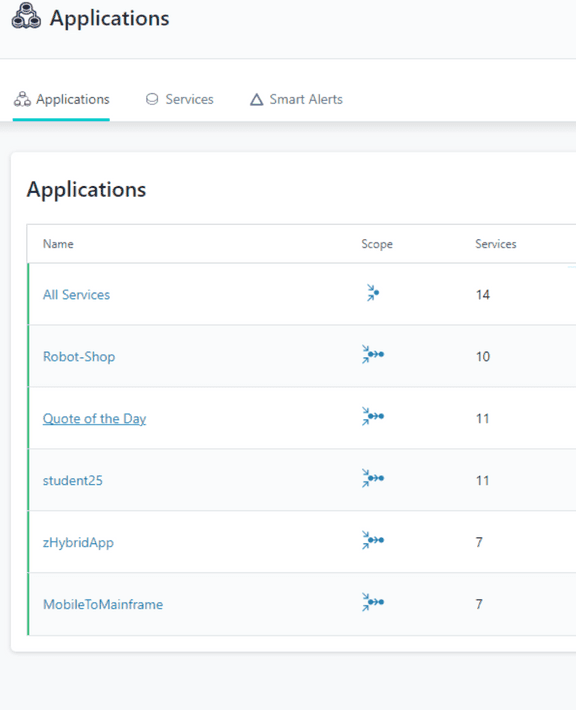 Applications
Applications Services Smart Alerts
Applications
Name Scope Services
All Services 14
Robot-Shop 10
Quote of the Day 11
student25 11
zHybridApp 7
MobileToMainframe 7